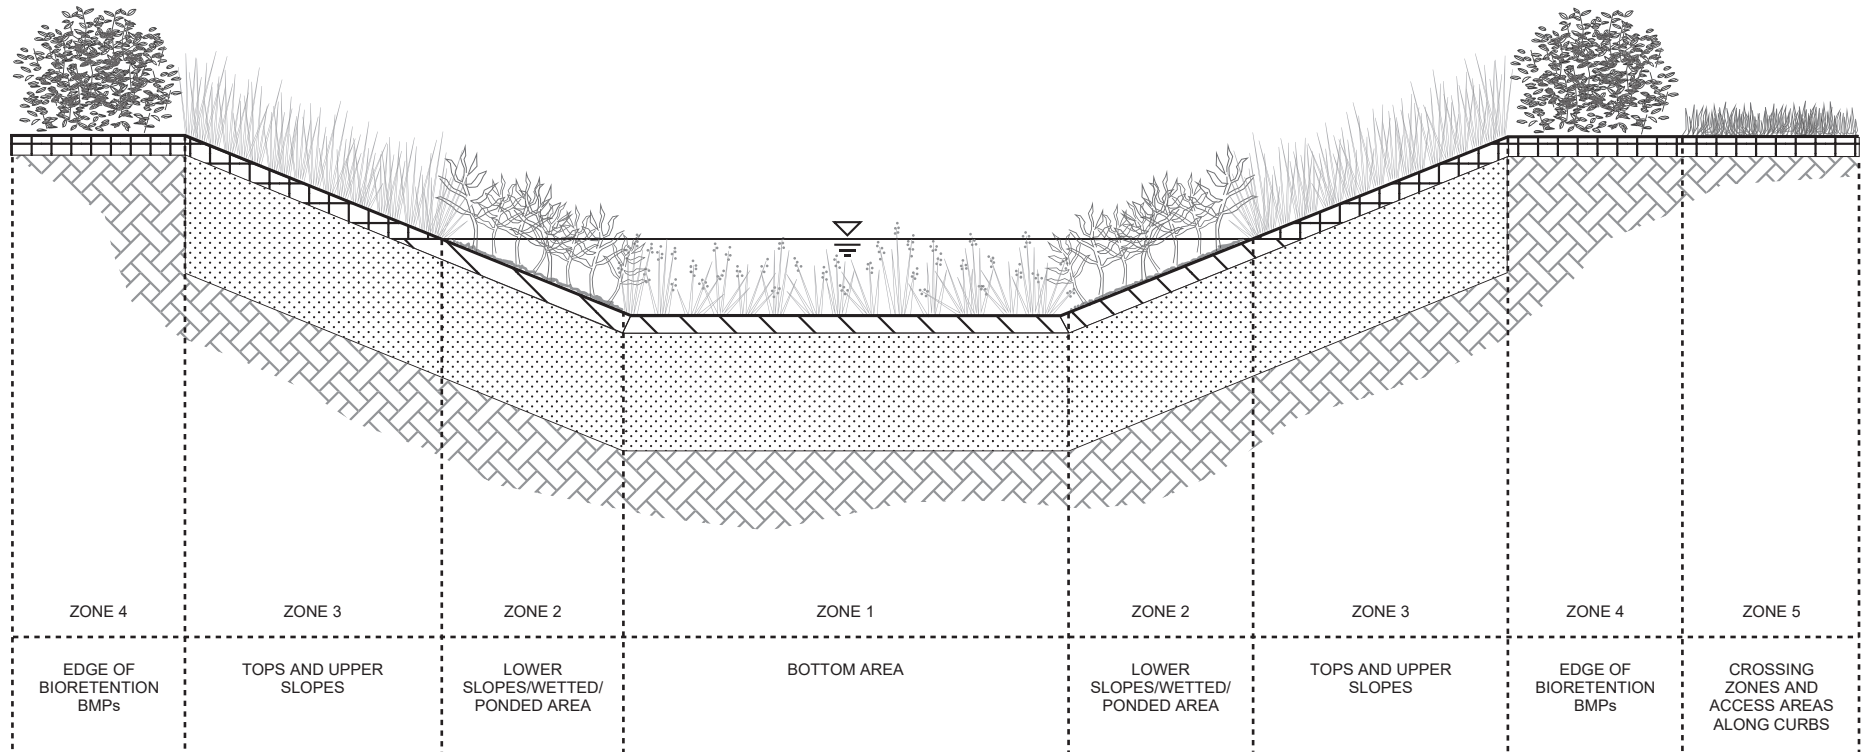 ZONE 4
ZONE 3
ZONE 2
ZONE 1
ZONE 2
ZONE 3
ZONE 4
ZONE 5
EDGE OF
BIORETENTION
BMPs
TOPS AND UPPER
SLOPES
LOWER
SLOPES/WETTED/
PONDED AREA
BOTTOM AREA
LOWER
SLOPES/WETTED/
PONDED AREA
TOPS AND UPPER
SLOPES
EDGE OF
BIORETENTION
BMPs
CROSSING
ZONES AND
ACCESS AREAS
ALONG CURBS